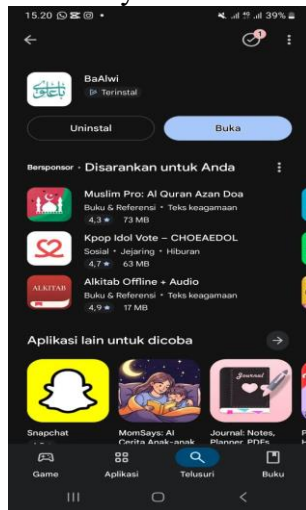 15.20
39%
BaAlwi
Terinstal
Uninstal
Buka
Bersponsor • Disarankan untuk Anda
Muslim Pro: Al Quran Azan Doa
Buku & Referensi • Teks keagamaan
4,3 ★ 73 MB
Kpop Idol Vote – CHOEAEDOL
Sosial • Jejaring • Hiburan
4,7 ★ 63 MB
ALKITAB
Alkitab Offline + Audio
Buku & Referensi • Teks keagamaan
4,9 ★ 17 MB
Aplikasi lain untuk dicoba
Journal
Snapchat
MomSays: AI
Cerita Anak-anak
Journal: Notes,
Planner, PDFs,
Game
Aplikasi
Telusuri
Buku